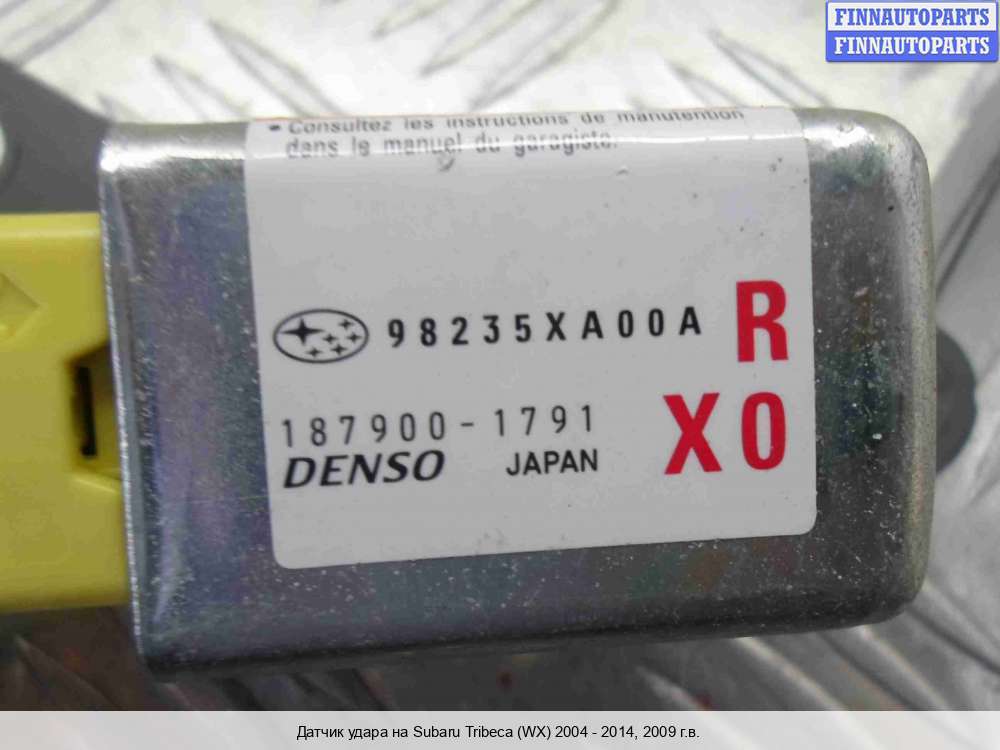 FINNAUTOPARTS
FINNAUTOPARTS
• Consultez les instructions de manutention
dans le manuel du garagiste.
98235XA00A R
187900-1791 X0
DENSO JAPAN
Датчик удара на Subaru Tribeca (WX) 2004 - 2014, 2009 г.в.